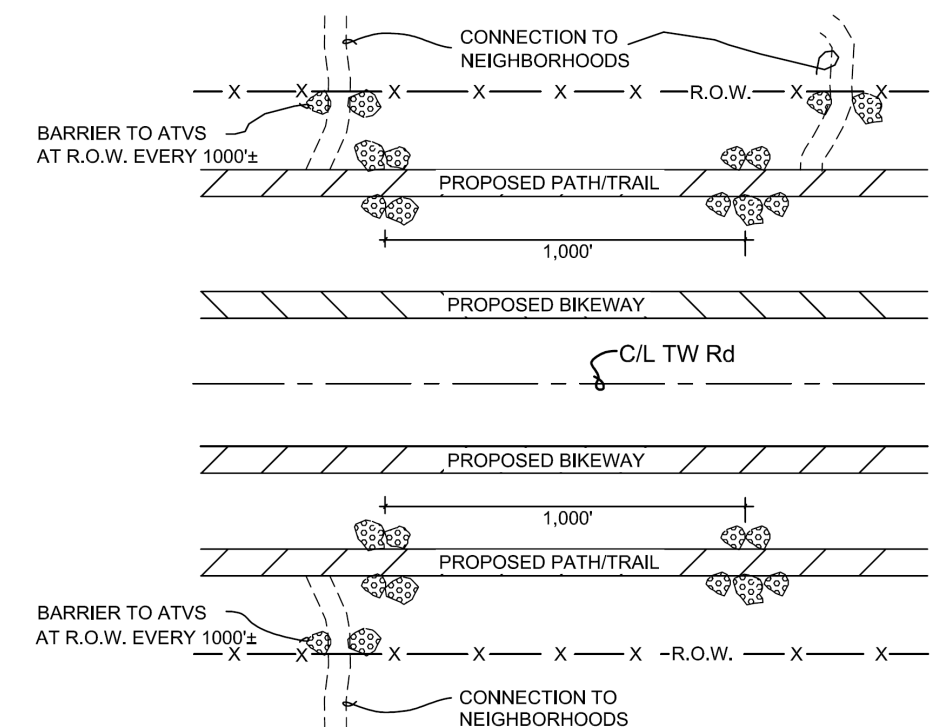 CONNECTION TO
NEIGHBORHOODS
X X X X X X R.O.W. X X
BARRIER TO ATVS
AT R.O.W. EVERY 1000'±
PROPOSED PATH/TRAIL
1,000'
PROPOSED BIKEWAY
C/L TW Rd
PROPOSED BIKEWAY
1,000'
PROPOSED PATH/TRAIL
BARRIER TO ATVS
AT R.O.W. EVERY 1000'±
X X X X X X R.O.W. X X
CONNECTION TO
NEIGHBORHOODS